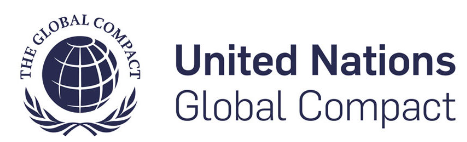 THE GLOBAL COMPACT
United Nations
Global Compact